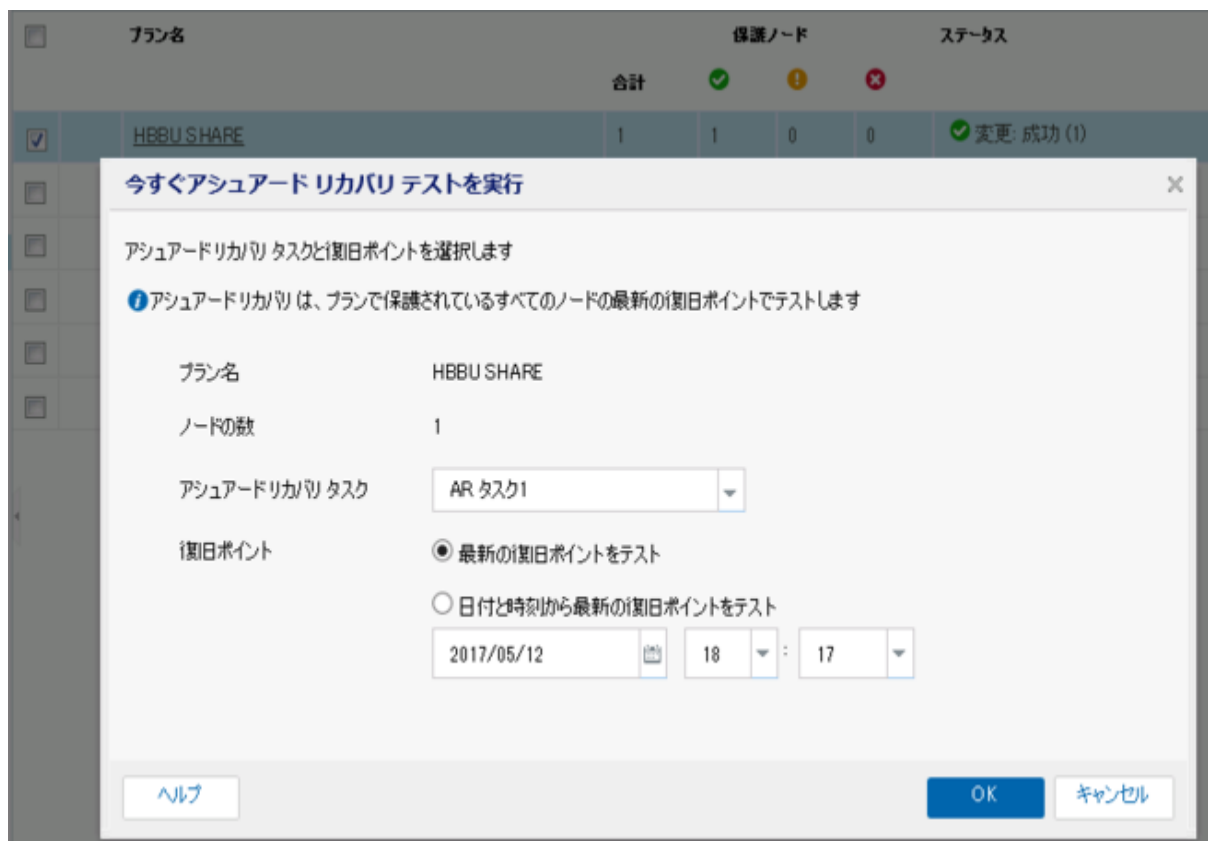 プラン名 保護ノード ステータス
合計
HBBU SHARE 1 1 0 0 変更: 成功 (1)
今すぐアシュアード リカバリ テストを実行
アシュアード リカバリ タスクと復旧ポイントを選択します
アシュアード リカバリ は、プランで保護されているすべてのノードの最新の復旧ポイントでテストします
プラン名 HBBU SHARE
ノードの数 1
アシュアード リカバリ タスク AR タスク1
復旧ポイント 最新の復旧ポイントをテスト
日付と時刻から最新の復旧ポイントをテスト
2017/05/12 18 : 17
ヘルプ OK キャンセル